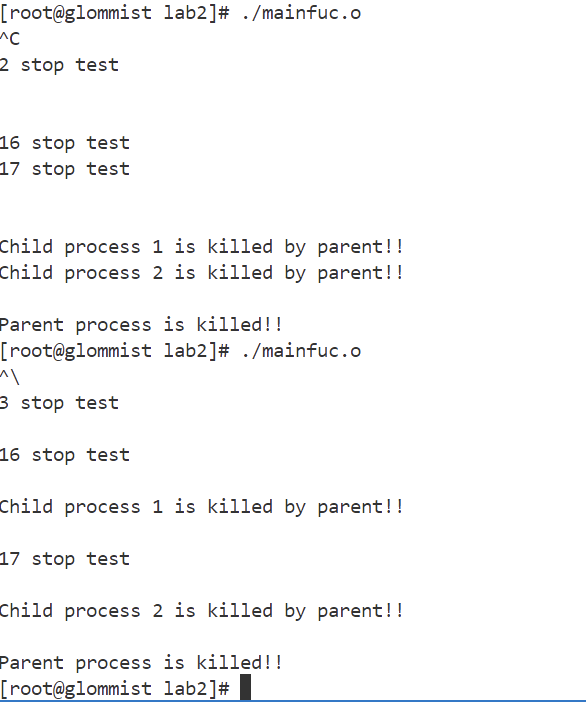 [root@glommist lab2]# ./mainfuc.o
^C
2 stop test
16 stop test
17 stop test
Child process 1 is killed by parent!!
Child process 2 is killed by parent!!
Parent process is killed!!
[root@glommist lab2]# ./mainfuc.o
^\
3 stop test
16 stop test
Child process 1 is killed by parent!!
17 stop test
Child process 2 is killed by parent!!
Parent process is killed!!
[root@glommist lab2]#